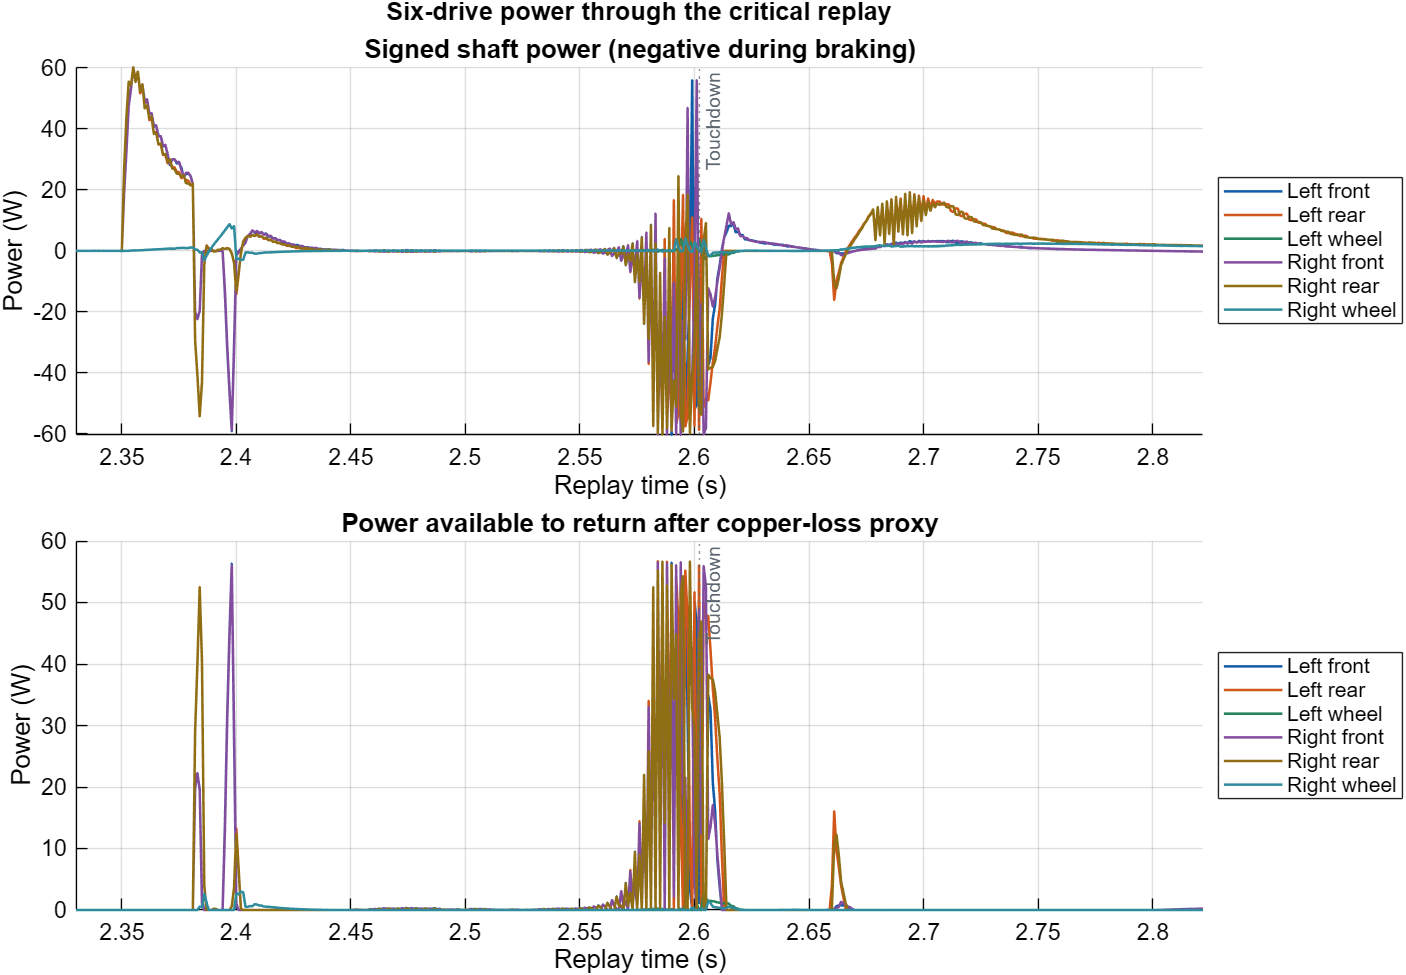 Six-drive power through the critical replay
Signed shaft power (negative during braking)
60
40
20
0
-20
-40
-60
Power (W)
Touchdown
2.35
2.4
2.45
2.5
2.55
2.6
2.65
2.7
2.75
2.8
Replay time (s)
Left front
Left rear
Left wheel
Right front
Right rear
Right wheel
Power available to return after copper-loss proxy
60
50
40
30
20
10
0
Power (W)
Touchdown
2.35
2.4
2.45
2.5
2.55
2.6
2.65
2.7
2.75
2.8
Replay time (s)
Left front
Left rear
Left wheel
Right front
Right rear
Right wheel